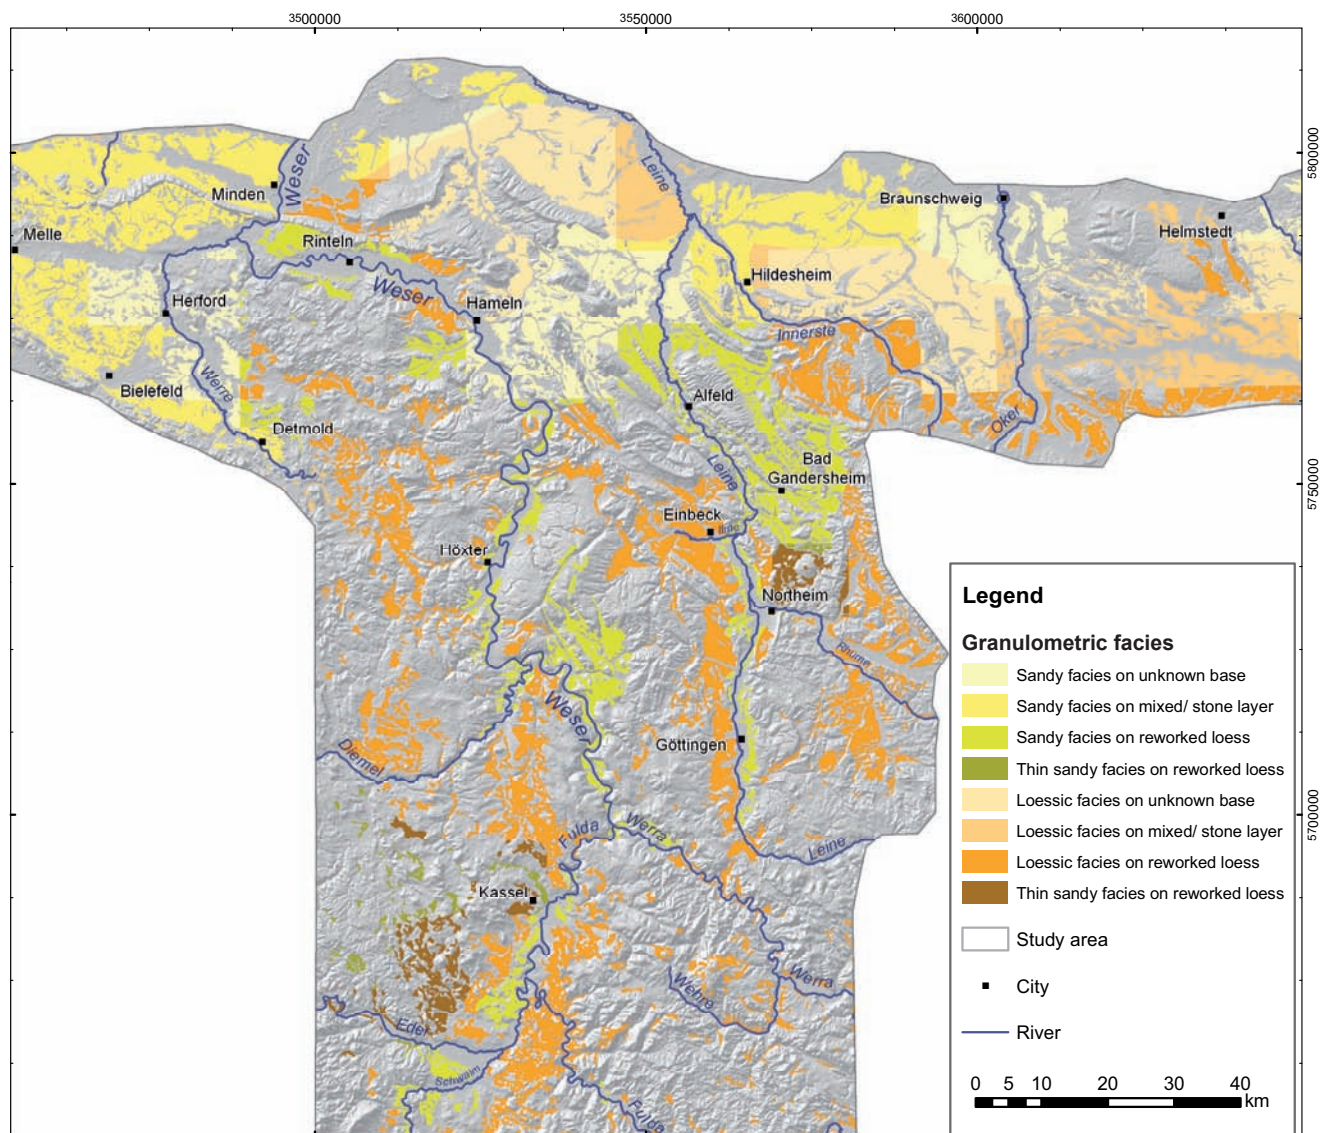 3500000
3550000
3600000
5800000
5750000
5700000
Weser
Leine
Minden
Braunschweig
Melle
Rinteln
Helmstedt
Hildesheim
Weser
Herford
Hameln
Innerste
Werre
Bielefeld
Alfeld
Oker
Detmold
Leine
Bad
Gandersheim
Einbeck
Ilme
Höxter
Northeim
Rhume
Weser
Göttingen
Diemel
Fulda
Werra
Leine
Kassel
Werra
Wehre
Eder
Schwalm
Fulda
Legend
Granulometric facies
Sandy facies on unknown base
Sandy facies on mixed/ stone layer
Sandy facies on reworked loess
Thin sandy facies on reworked loess
Loessic facies on unknown base
Loessic facies on mixed/ stone layer
Loessic facies on reworked loess
Thin sandy facies on reworked loess
Study area
City
River
0 5 10 20 30 40
km